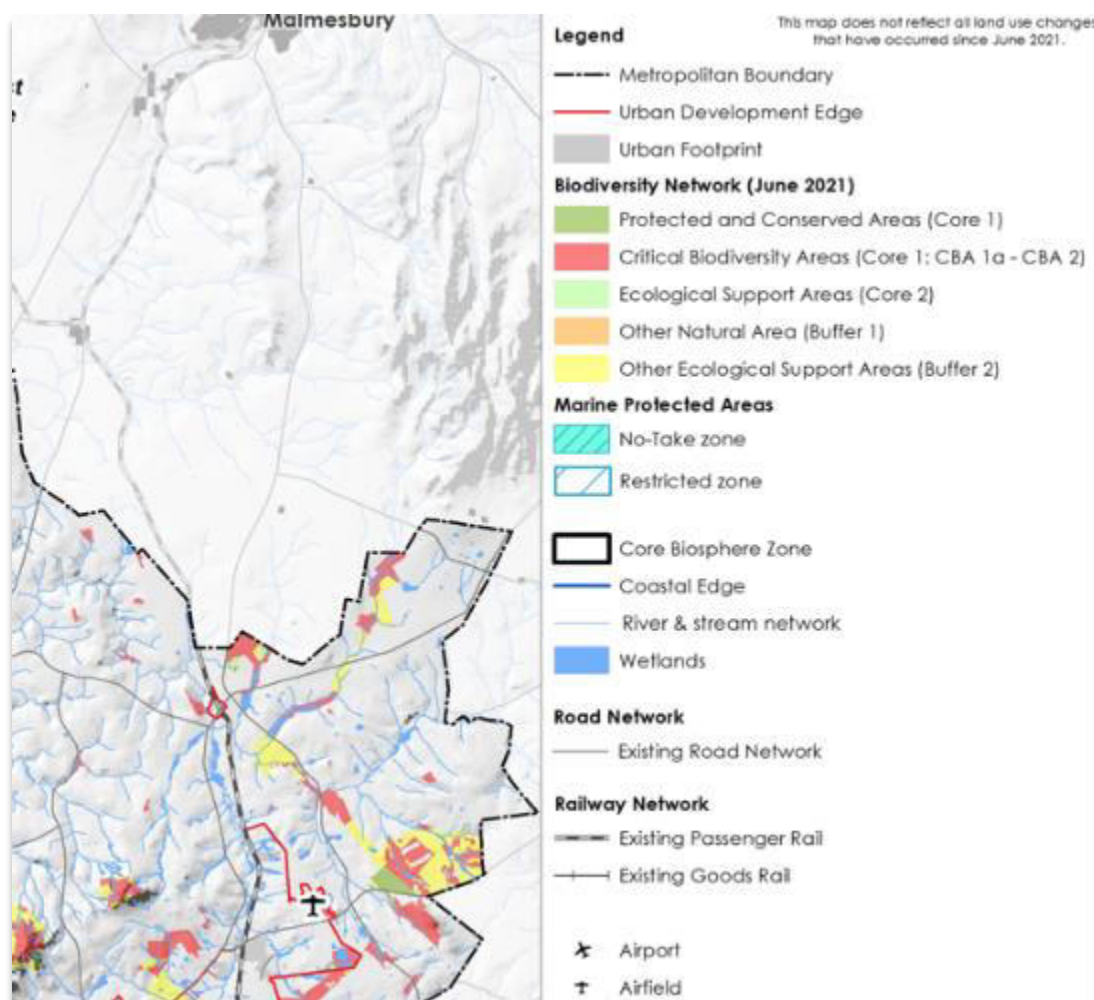 Malmesbury
st
e
This map does not reflect all land use changes
that have occurred since June 2021.
Legend
Metropolitan Boundary
Urban Development Edge
Urban Footprint
Biodiversity Network (June 2021)
Protected and Conserved Areas (Core 1)
Critical Biodiversity Areas (Core 1; CBA 1a - CBA 2)
Ecological Support Areas (Core 2)
Other Natural Area (Buffer 1)
Other Ecological Support Areas (Buffer 2)
Marine Protected Areas
No-Take zone
Restricted zone
Core Biosphere Zone
Coastal Edge
River & stream network
Wetlands
Road Network
Existing Road Network
Railway Network
Existing Passenger Rail
Existing Goods Rail
Airport
Airfield